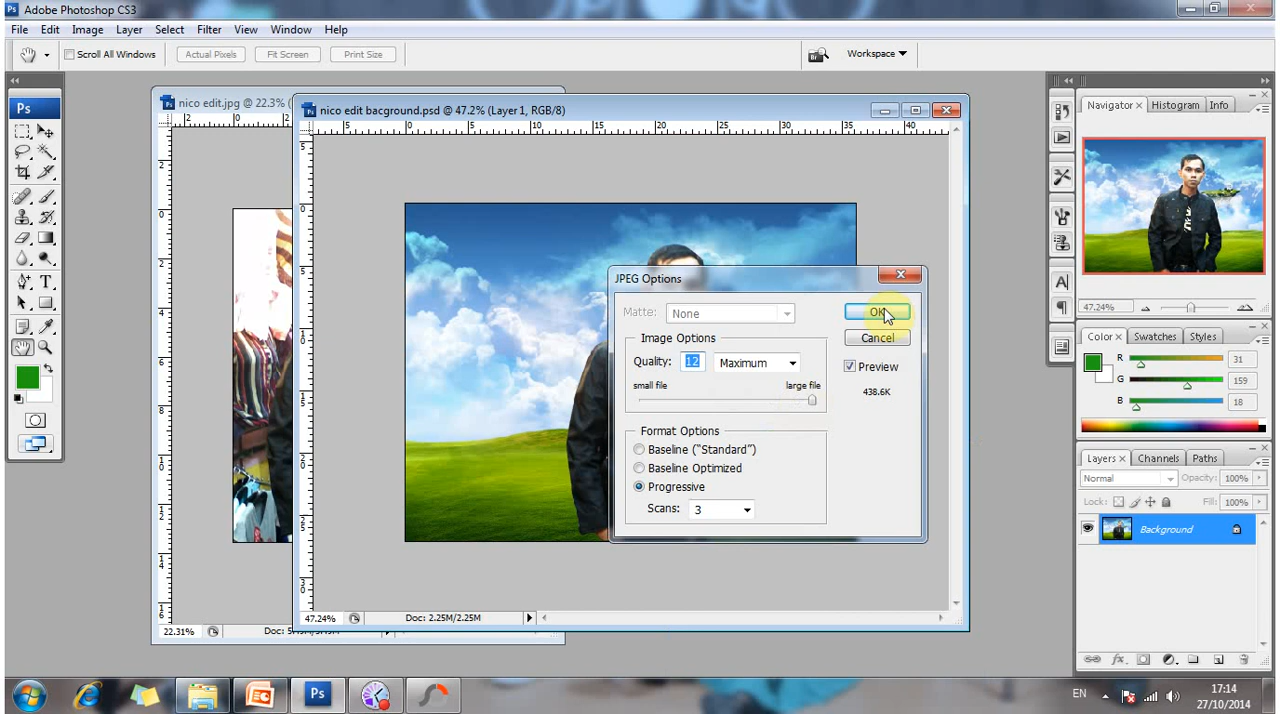 Ps Adobe Photoshop CS3
File Edit Image Layer Select Filter View Window Help
Scroll All Windows Actual Pixels Fit Screen Print Size Workspace
Ps
nico edit.jpg @ 22.3% (
nico edit bacground.psd @ 47.2% (Layer 1, RGB/8)
Navigator × Histogram Info
47.24%
JPEG Options
Matte: None
OK
Cancel
Image Options
Quality: 12 Maximum
Preview
small file large file
438.6K
Format Options
Baseline ("Standard")
Baseline Optimized
Progressive
Scans: 3
Color × Swatches Styles
R 31
G 159
B 18
Layers × Channels Paths
Normal Opacity: 100%
Lock: Fill: 100%
Background
47.24% Doc: 2.25M/2.25M
22.31%
EN 17:14
27/10/2014